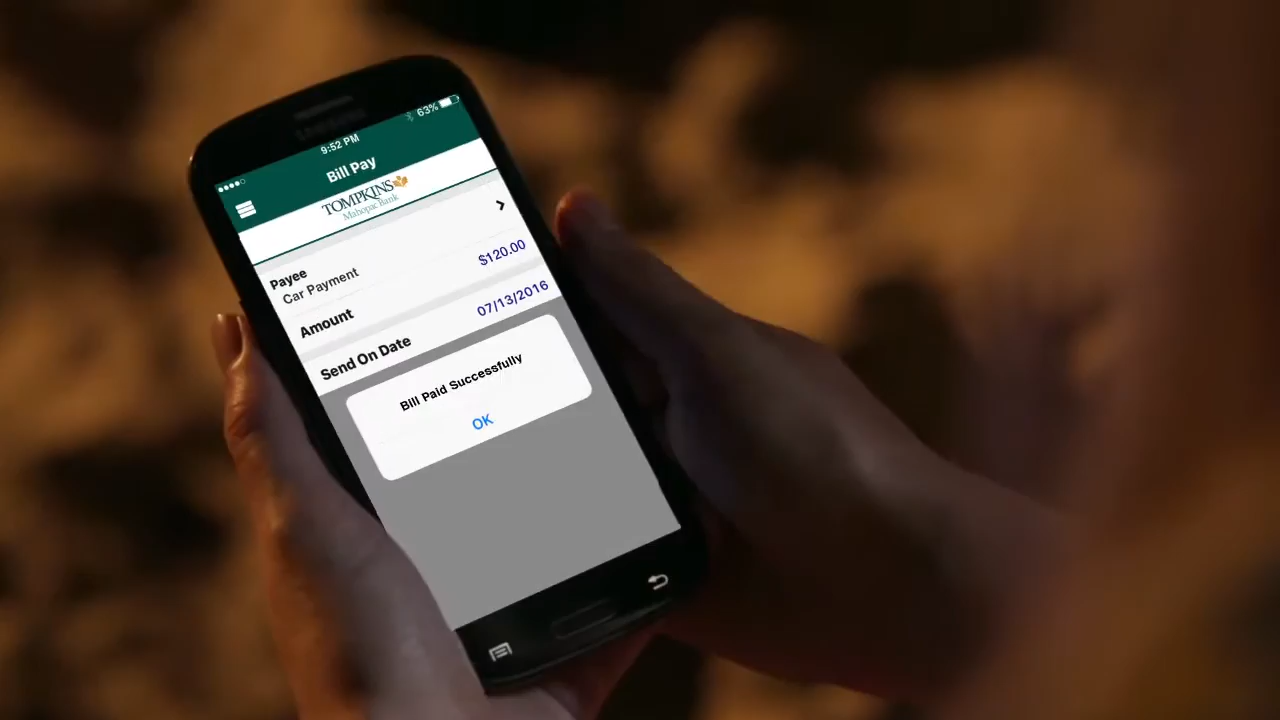 9:52 PM
63%
Bill Pay
TOMPKINS
Mahopac Bank
Payee
Car Payment
Amount
$120.00
Send On Date
07/13/2016
Bill Paid Successfully
OK